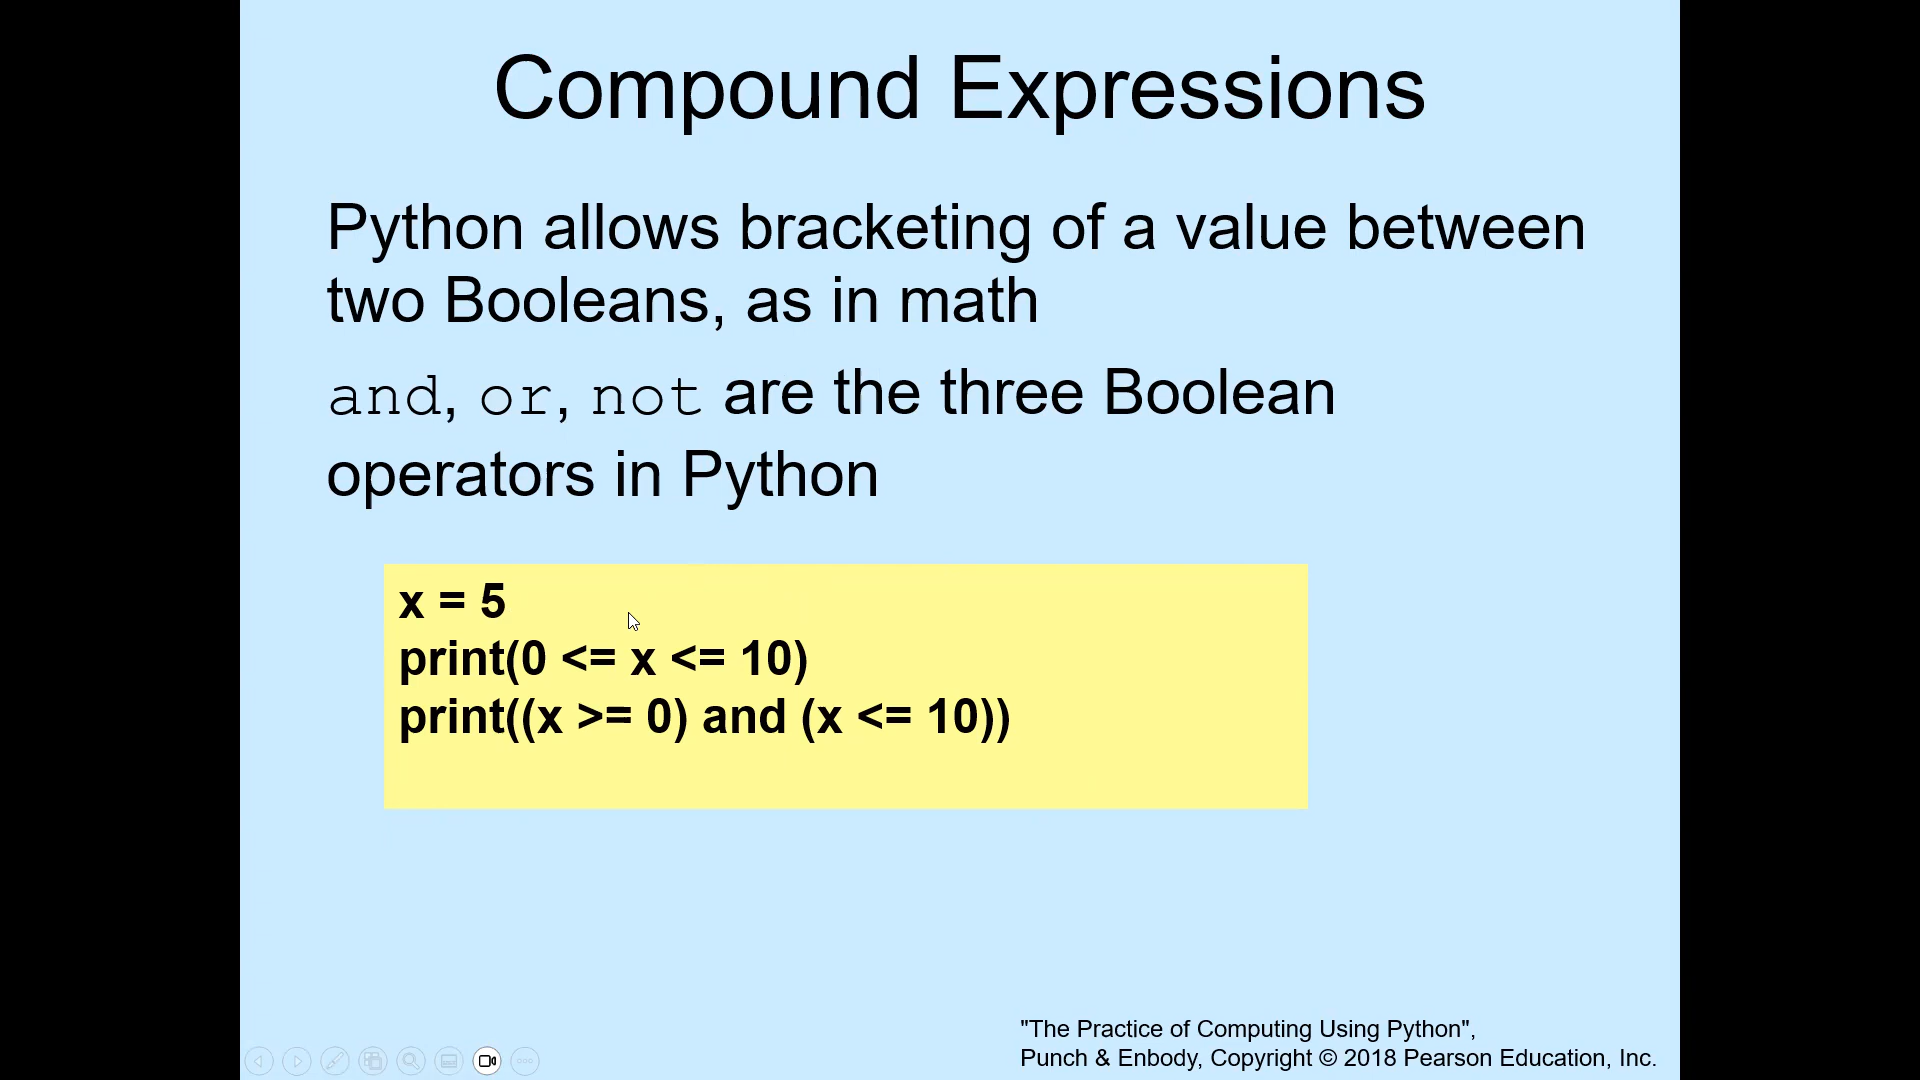 Compound Expressions
Python allows bracketing of a value between
two Booleans, as in math
and, or, not are the three Boolean
operators in Python
x = 5
print(0 <= x <= 10)
print((x >= 0) and (x <= 10))
"The Practice of Computing Using Python",
Punch & Enbody, Copyright © 2018 Pearson Education, Inc.